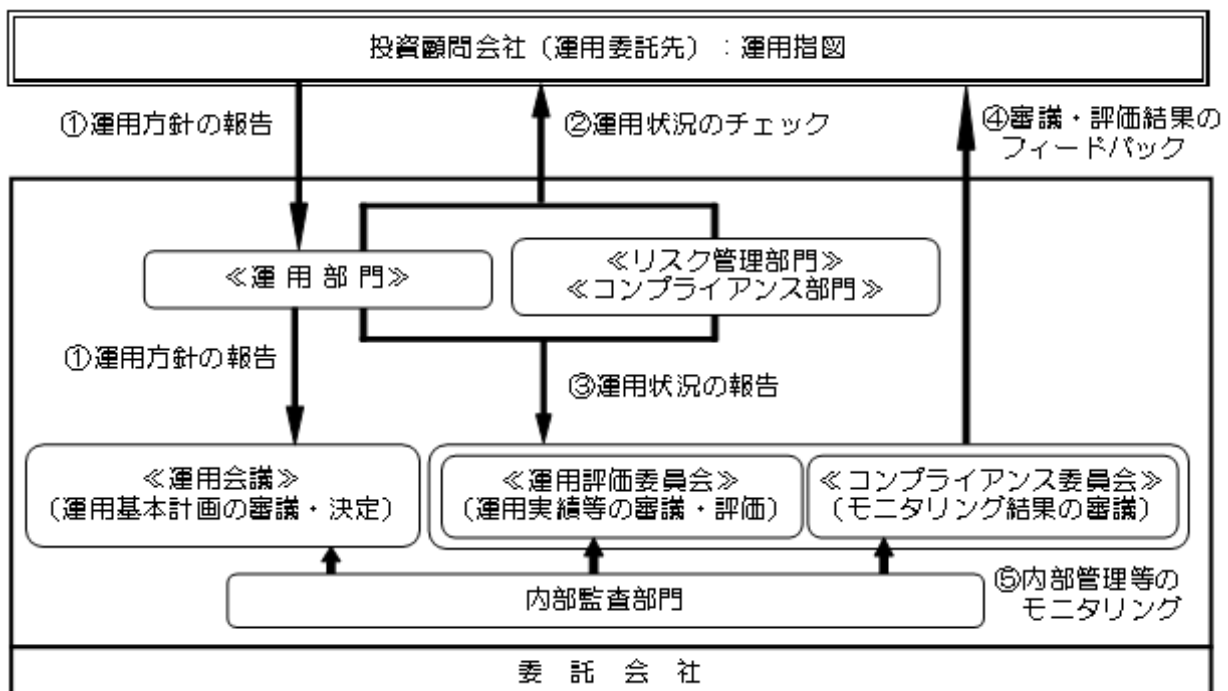 投資顧問会社（運用委託先）：運用指図
①運用方針の報告
②運用状況のチェック
④審議・評価結果の
フィードバック
≪運 用 部 門≫
≪リスク管理部門≫
≪コンプライアンス部門≫
①運用方針の報告
③運用状況の報告
≪運用会議≫
（運用基本計画の審議・決定）
≪運用評価委員会≫
（運用実績等の審議・評価）
≪コンプライアンス委員会≫
（モニタリング結果の審議）
内部監査部門
⑤内部管理等の
モニタリング
委 託 会 社